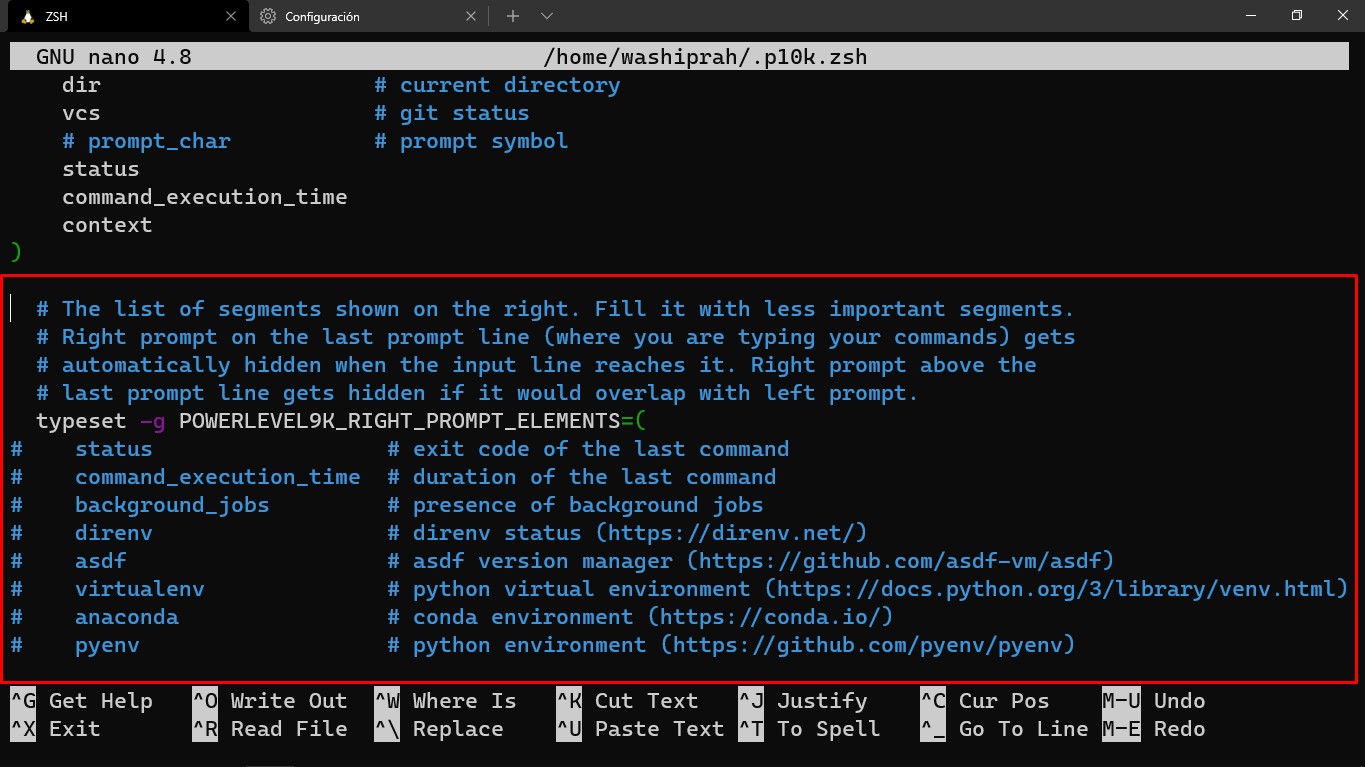 ZSH
Configuración
GNU nano 4.8 /home/washiprah/.p10k.zsh
dir # current directory
vcs # git status
# prompt_char # prompt symbol
status
command_execution_time
context
)
# The list of segments shown on the right. Fill it with less important segments.
# Right prompt on the last prompt line (where you are typing your commands) gets
# automatically hidden when the input line reaches it. Right prompt above the
# last prompt line gets hidden if it would overlap with left prompt.
typeset -g POWERLEVEL9K_RIGHT_PROMPT_ELEMENTS=(
# status # exit code of the last command
# command_execution_time # duration of the last command
# background_jobs # presence of background jobs
# direnv # direnv status (https://direnv.net/)
# asdf # asdf version manager (https://github.com/asdf-vm/asdf)
# virtualenv # python virtual environment (https://docs.python.org/3/library/venv.html)
# anaconda # conda environment (https://conda.io/)
# pyenv # python environment (https://github.com/pyenv/pyenv)
^G Get Help ^O Write Out ^W Where Is ^K Cut Text ^J Justify ^C Cur Pos M-U Undo
^X Exit ^R Read File ^\ Replace ^U Paste Text ^T To Spell ^_ Go To Line M-E Redo